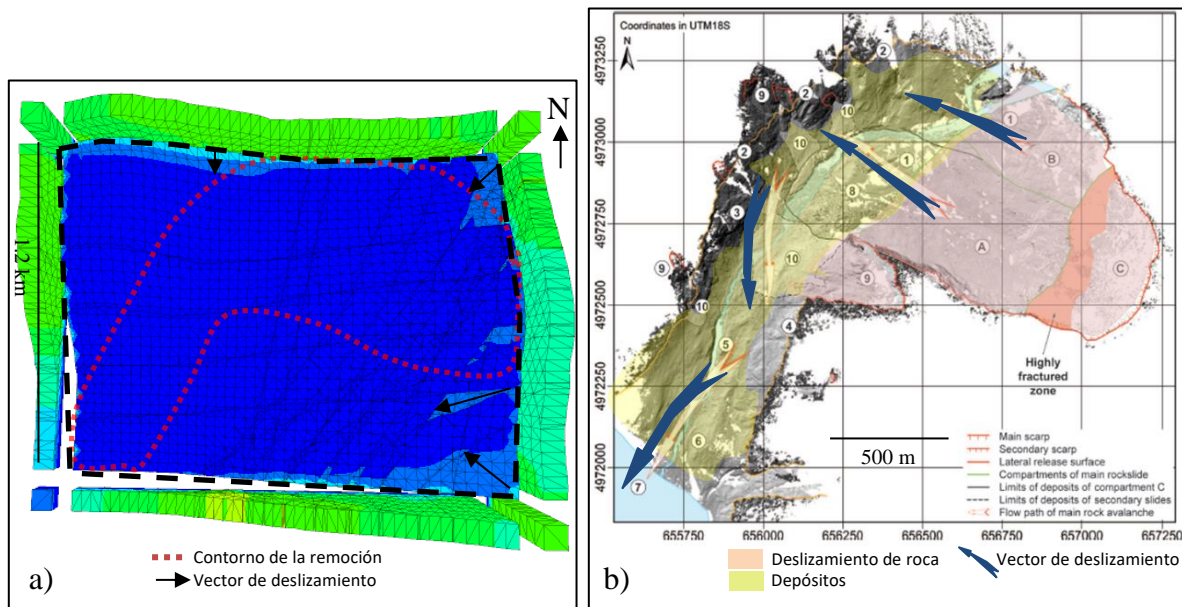 N
1.2 km
Contorno de la remoción
Vector de deslizamiento
a)
Coordinates in UTM18S
N
4973250
4973000
4972750
4972500
4972250
4972000
2
9
2
10
1
2
10
B
10
1
8
3
A
C
9
10
9
10
4
5
Highly
fractured
zone
6
7
500 m
Main scarp
Secondary scarp
Lateral release surface
Compartments of main rockslide
Limits of deposits of compartment C
Limits of deposits of secondary slides
Flow path of main rock avalanche
655750
656000
656250
656500
656750
657000
657250
Deslizamiento de roca
Vector de deslizamiento
Depósitos
b)